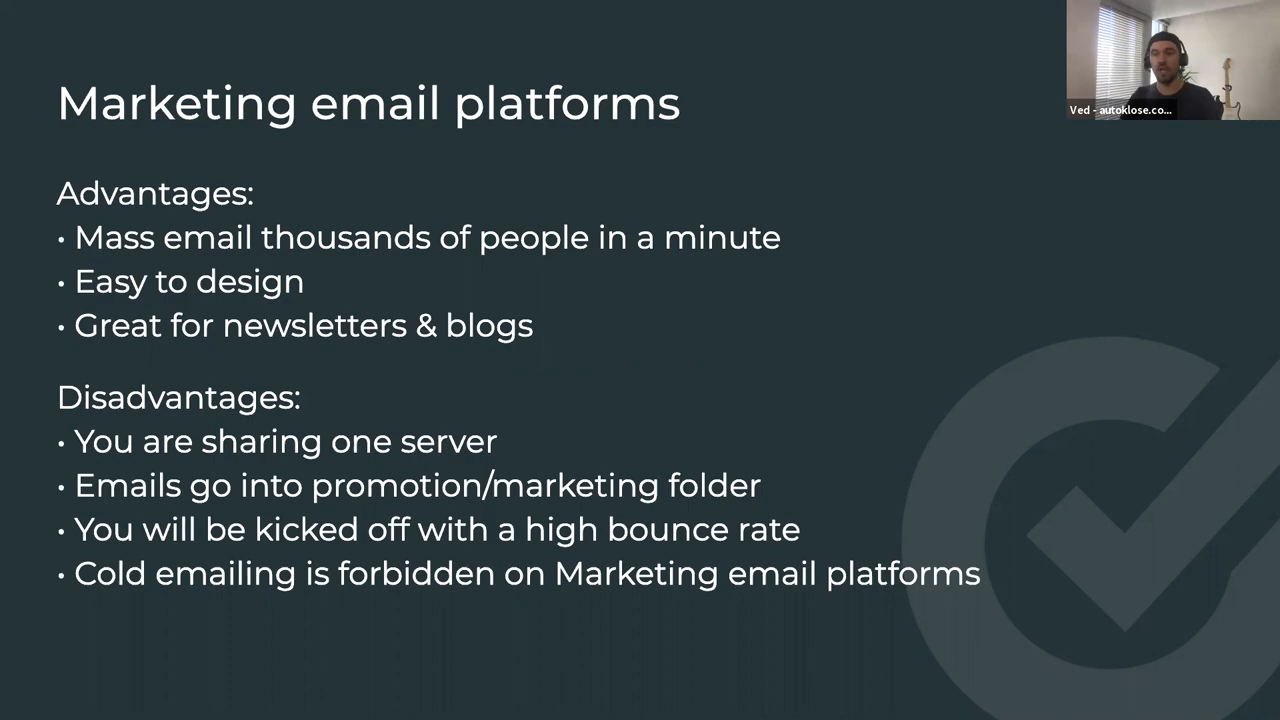 Marketing email platforms
Advantages:
• Mass email thousands of people in a minute
• Easy to design
• Great for newsletters & blogs
Disadvantages:
• You are sharing one server
• Emails go into promotion/marketing folder
• You will be kicked off with a high bounce rate
• Cold emailing is forbidden on Marketing email platforms
Ved - autoklose.co...